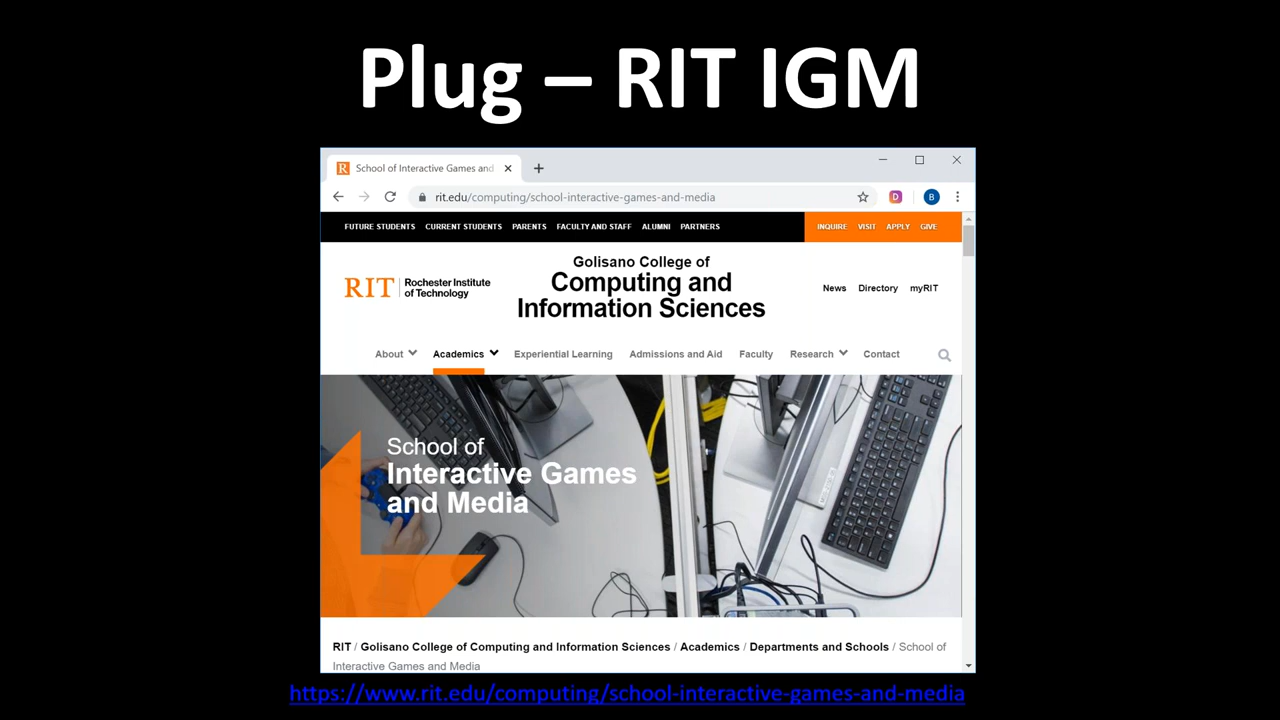 Plug – RIT IGM
School of Interactive Games and
rit.edu/computing/school-interactive-games-and-media
D
B
FUTURE STUDENTS CURRENT STUDENTS PARENTS FACULTY AND STAFF ALUMNI PARTNERS INQUIRE VISIT APPLY GIVE
Golisano College of
Computing and
Information Sciences
RIT Rochester Institute
of Technology
News Directory myRIT
About Academics Experiential Learning Admissions and Aid Faculty Research Contact
School of
Interactive Games
and Media
RIT / Golisano College of Computing and Information Sciences / Academics / Departments and Schools / School of
Interactive Games and Media
https://www.rit.edu/computing/school-interactive-games-and-media